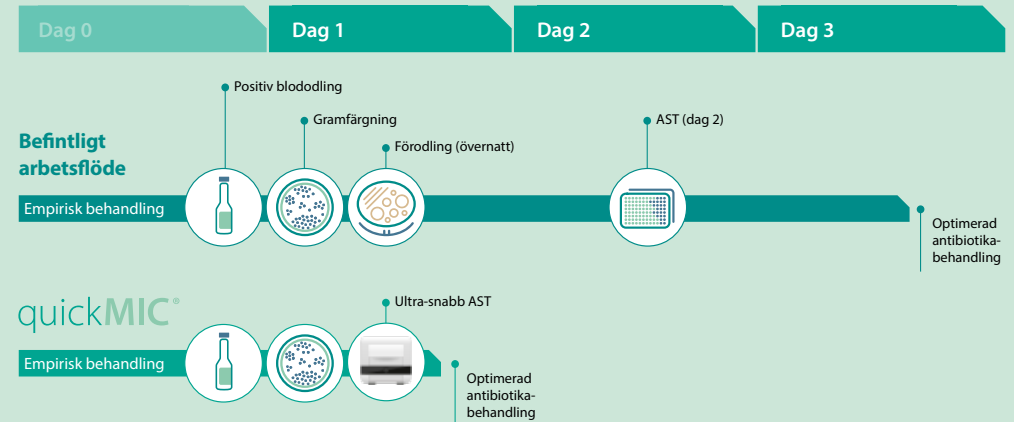 Dag 0
Dag 1
Dag 2
Dag 3
Positiv blododling
Gramfärgning
Förodling (övernatt)
AST (dag 2)
Befintligt
arbetsflöde
Empirisk behandling
Optimerad
antibiotika-
behandling
quickMIC®
Ultra-snabb AST
Empirisk behandling
Optimerad
antibiotika-
behandling